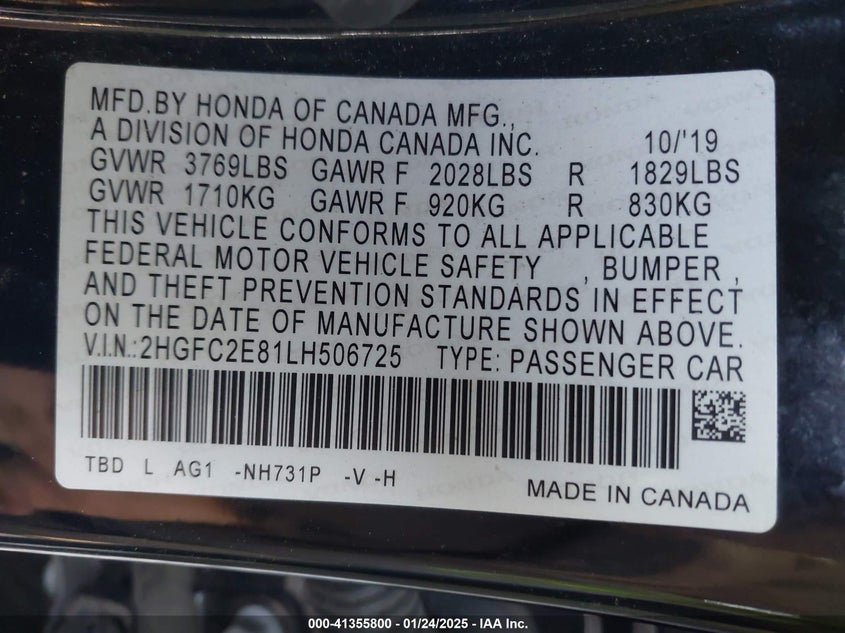 MFD.BY HONDA OF CANADA MFG.,
A DIVISION OF HONDA CANADA INC. 10/'19
GVWR 3769LBS GAWR F 2028LBS R 1829LBS
GVWR 1710KG GAWR F 920KG R 830KG
THIS VEHICLE CONFORMS TO ALL APPLICABLE
FEDERAL MOTOR VEHICLE SAFETY , BUMPER ,
AND THEFT PREVENTION STANDARDS IN EFFECT
ON THE DATE OF MANUFACTURE SHOWN ABOVE.
V.I.N.:2HGFC2E81LH506725 TYPE: PASSENGER CAR
TBD L AG1 -NH731P -V -H
MADE IN CANADA
000-41355800 - 01/24/2025 - IAA Inc.